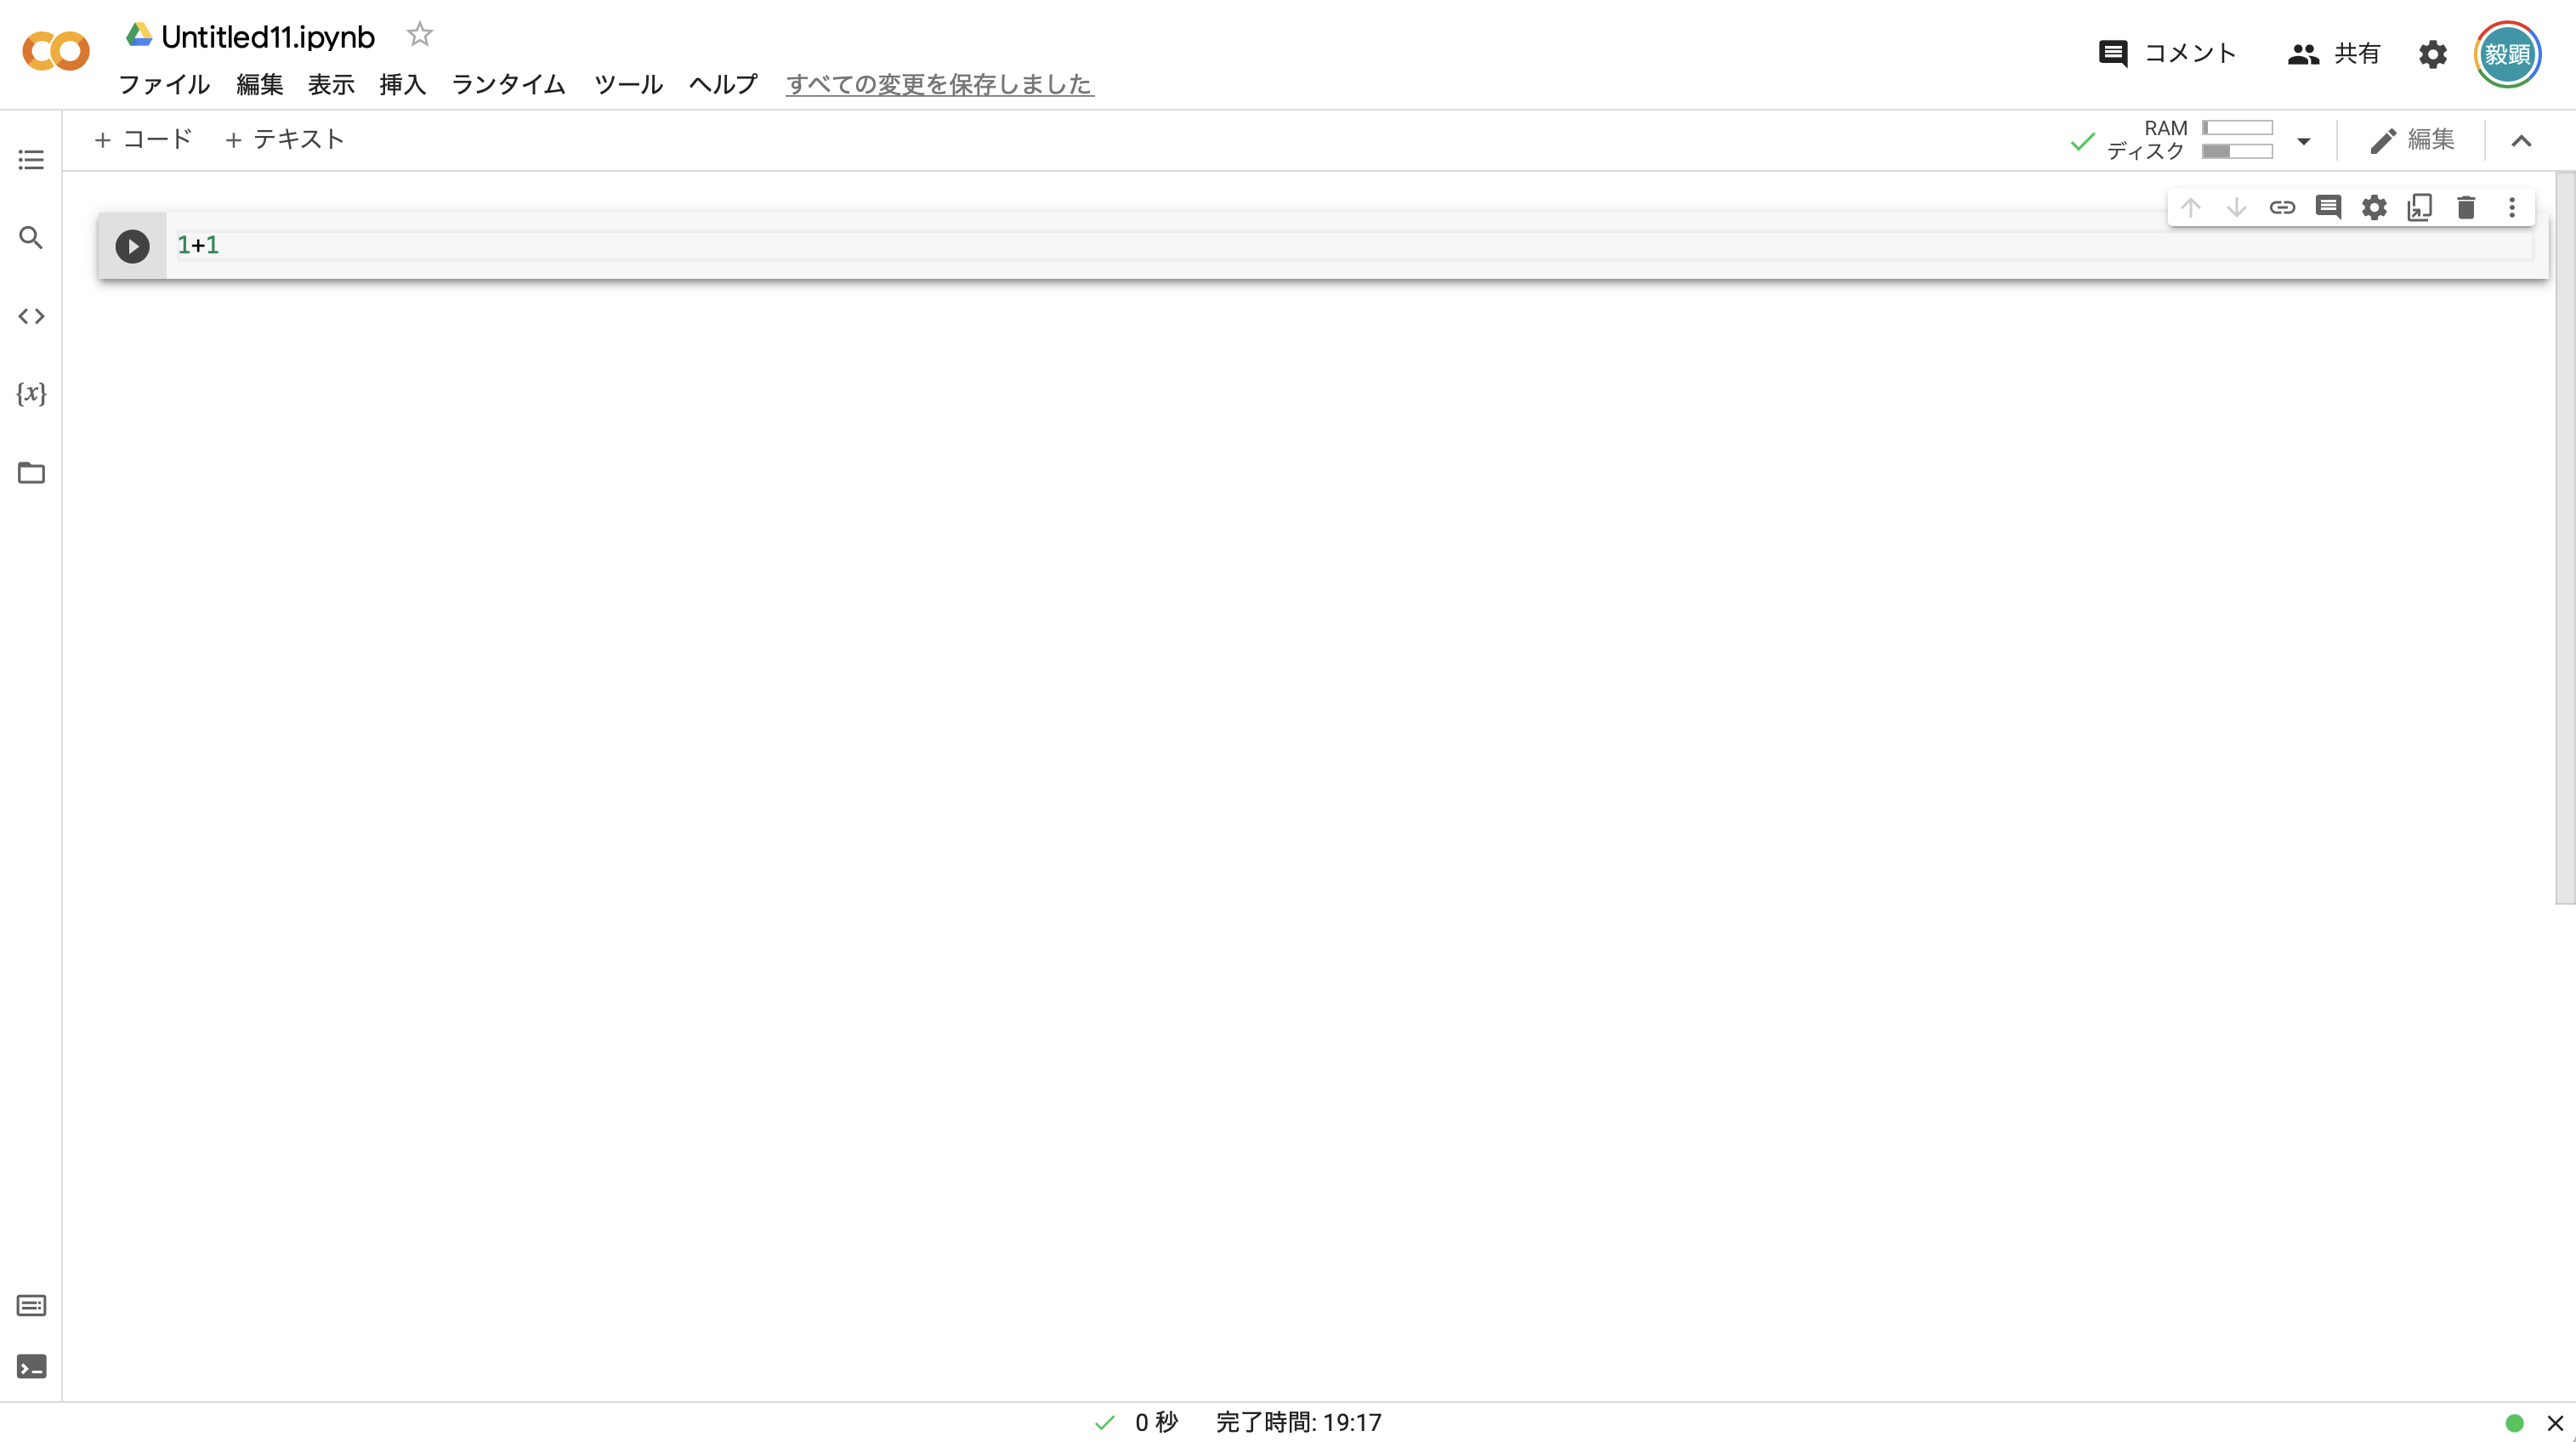 Untitled11.ipynb
ファイル 編集 表示 挿入 ランタイム ツール ヘルプ すべての変更を保存しました
コメント 共有 毅顕
+ コード + テキスト
RAM
ディスク
編集
1+1
{x}
0 秒 完了時間: 19:17